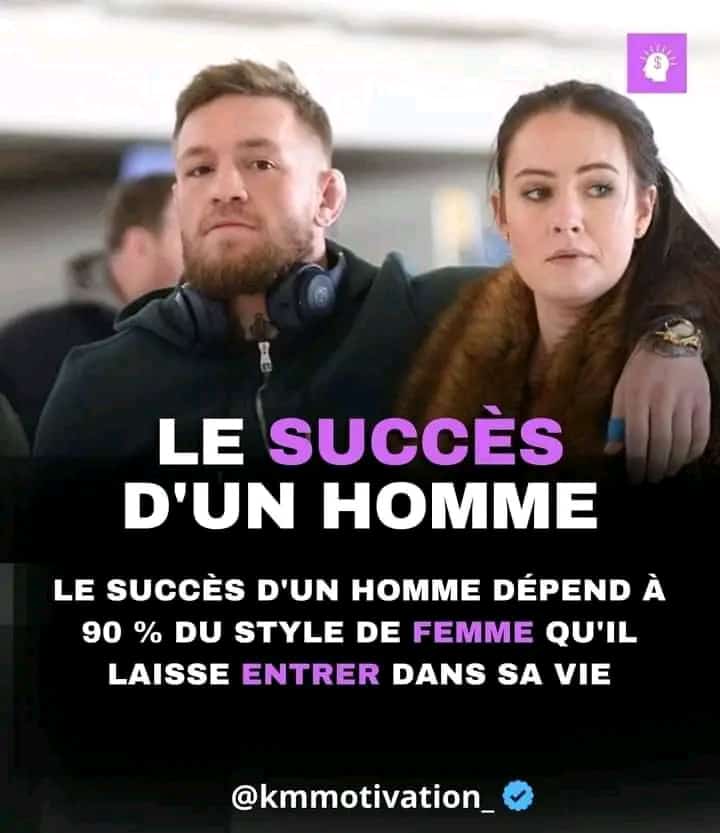 LE SUCCÈS
D'UN HOMME
LE SUCCÈS D'UN HOMME DÉPEND À
90 % DU STYLE DE FEMME QU'IL
LAISSE ENTRER DANS SA VIE
@kmmotivation_